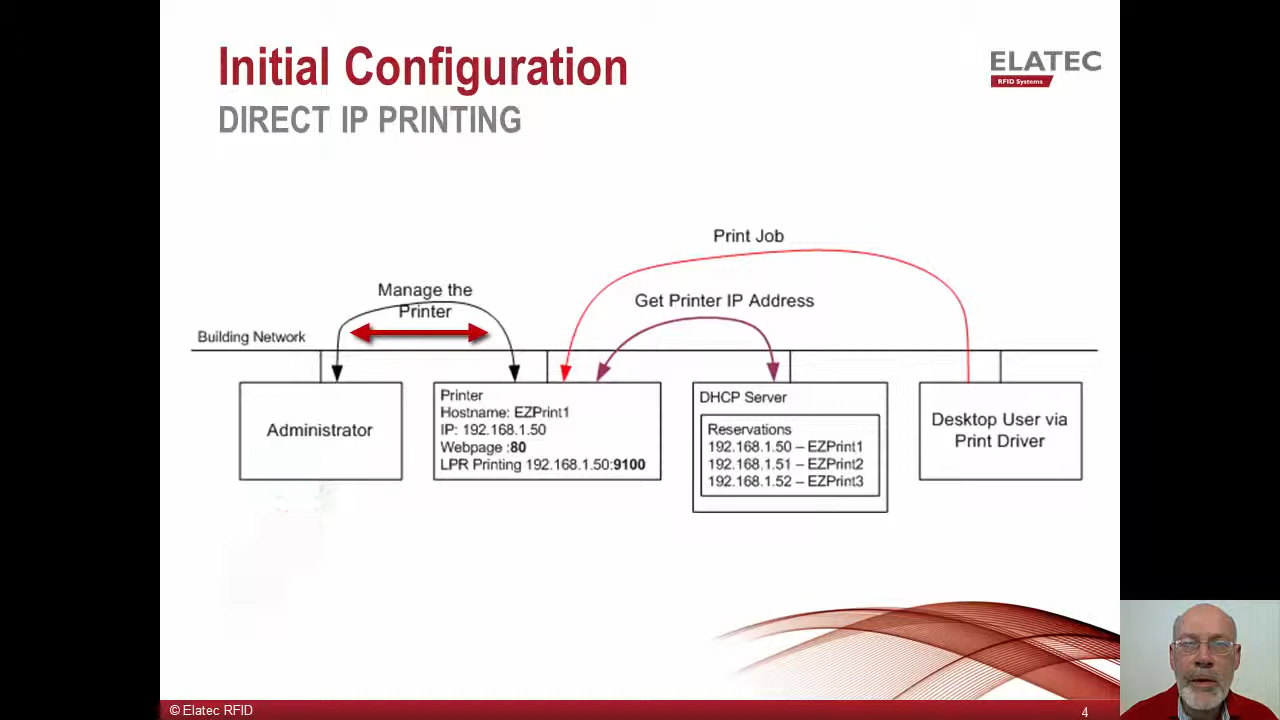 Initial Configuration
DIRECT IP PRINTING
ELATEC
RFID Systems
Print Job
Manage the
Printer
Get Printer IP Address
Building Network
Administrator
Printer
Hostname: EZPrint1
IP: 192.168.1.50
Webpage :80
LPR Printing 192.168.1.50:9100
DHCP Server
Reservations
192.168.1.50 – EZPrint1
192.168.1.51 – EZPrint2
192.168.1.52 – EZPrint3
Desktop User via
Print Driver
© Elatec RFID
4